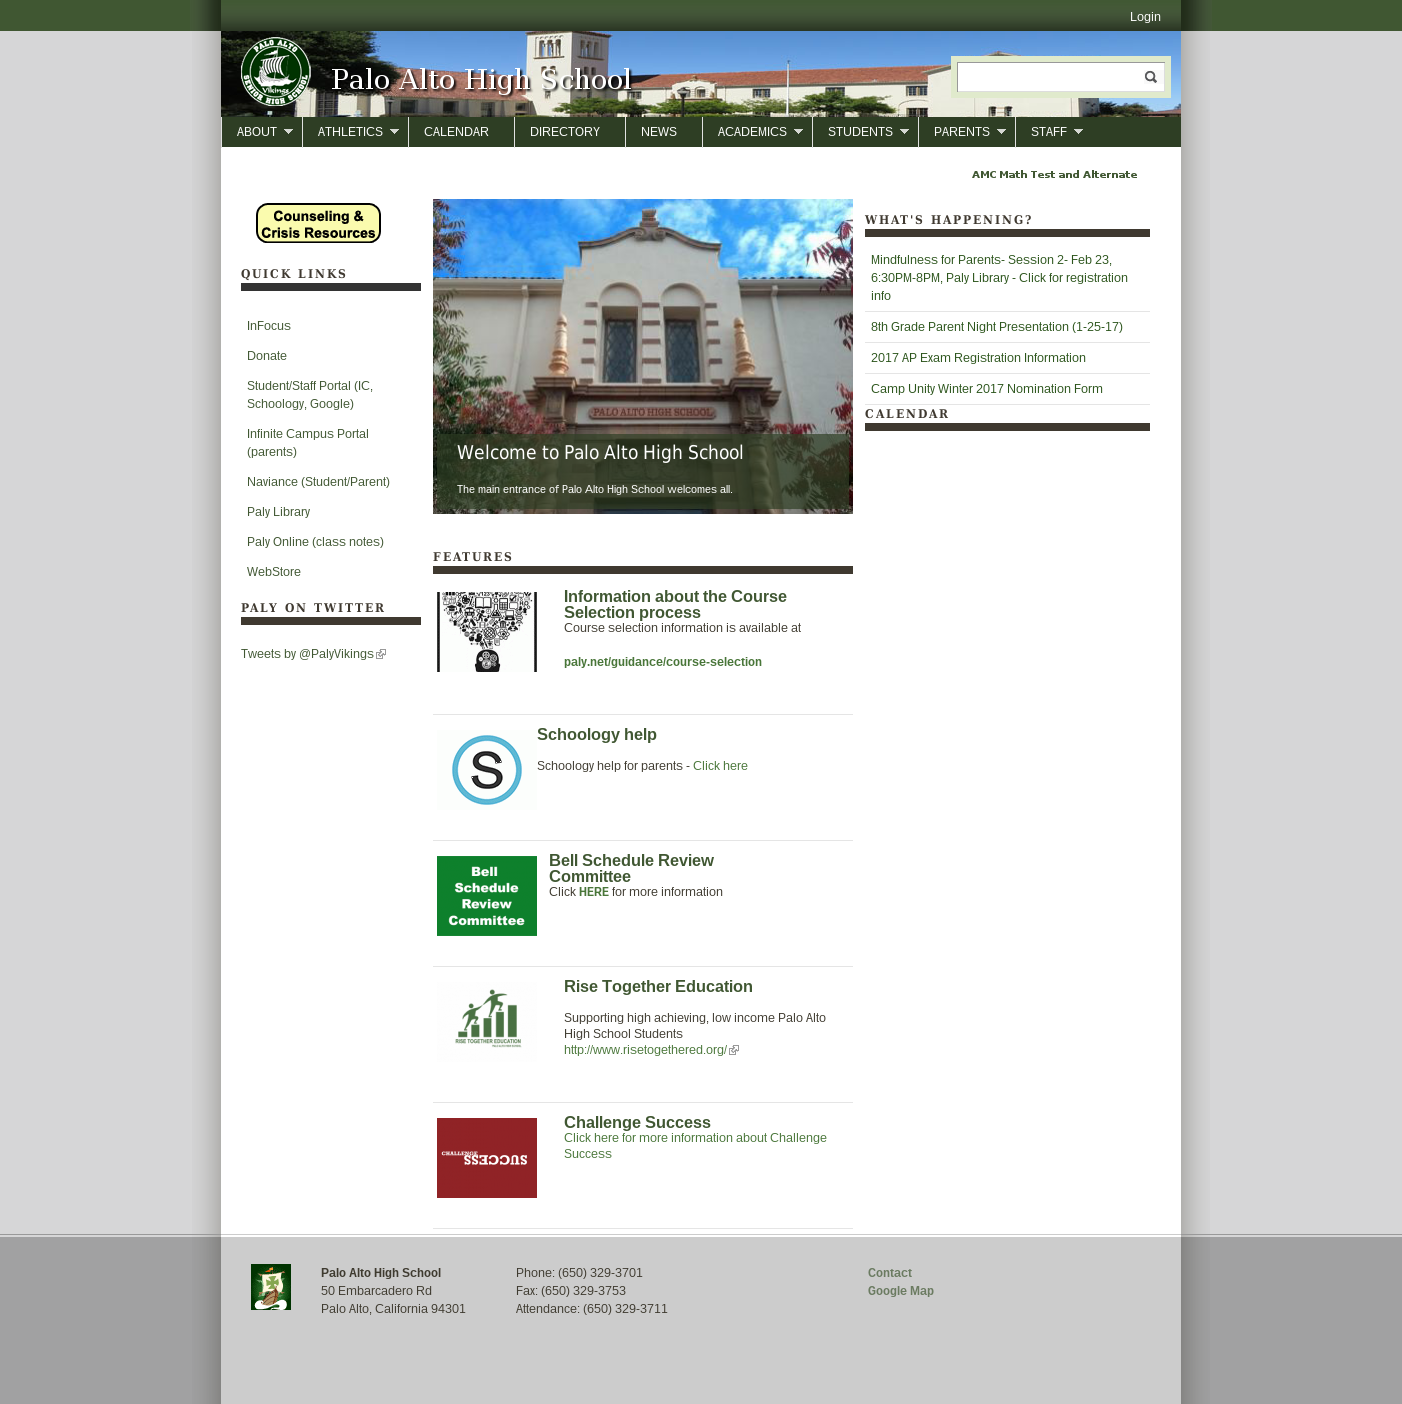 Login
PALO ALTO
Vikings
SENIOR HIGH SCHOOL
Palo Alto High School
ABOUT
ATHLETICS
CALENDAR
DIRECTORY
NEWS
ACADEMICS
STUDENTS
PARENTS
STAFF
AMC Math Test and Alternate
Counseling &
Crisis Resources
QUICK LINKS
InFocus
Donate
Student/Staff Portal (IC,
Schoology, Google)
Infinite Campus Portal
(parents)
Naviance (Student/Parent)
Paly Library
Paly Online (class notes)
WebStore
PALY ON TWITTER
Tweets by @PalyVikings
PALO ALTO HIGH SCHOOL
Welcome to Palo Alto High School
The main entrance of Palo Alto High School welcomes all.
FEATURES
Information about the Course
Selection process
Course selection information is available at
paly.net/guidance/course-selection
S
Schoology help
Schoology help for parents - Click here
Bell
Schedule
Review
Committee
Bell Schedule Review
Committee
Click HERE for more information
RISE TOGETHER EDUCATION
Rise Together Education
Supporting high achieving, low income Palo Alto
High School Students
http://www.risetogethered.org/
CHALLENGE
SUCCESS
Challenge Success
Click here for more information about Challenge
Success
WHAT'S HAPPENING?
Mindfulness for Parents- Session 2- Feb 23,
6:30PM-8PM, Paly Library - Click for registration
info
8th Grade Parent Night Presentation (1-25-17)
2017 AP Exam Registration Information
Camp Unity Winter 2017 Nomination Form
CALENDAR
Palo Alto High School
50 Embarcadero Rd
Palo Alto, California 94301
Phone: (650) 329-3701
Fax: (650) 329-3753
Attendance: (650) 329-3711
Contact
Google Map